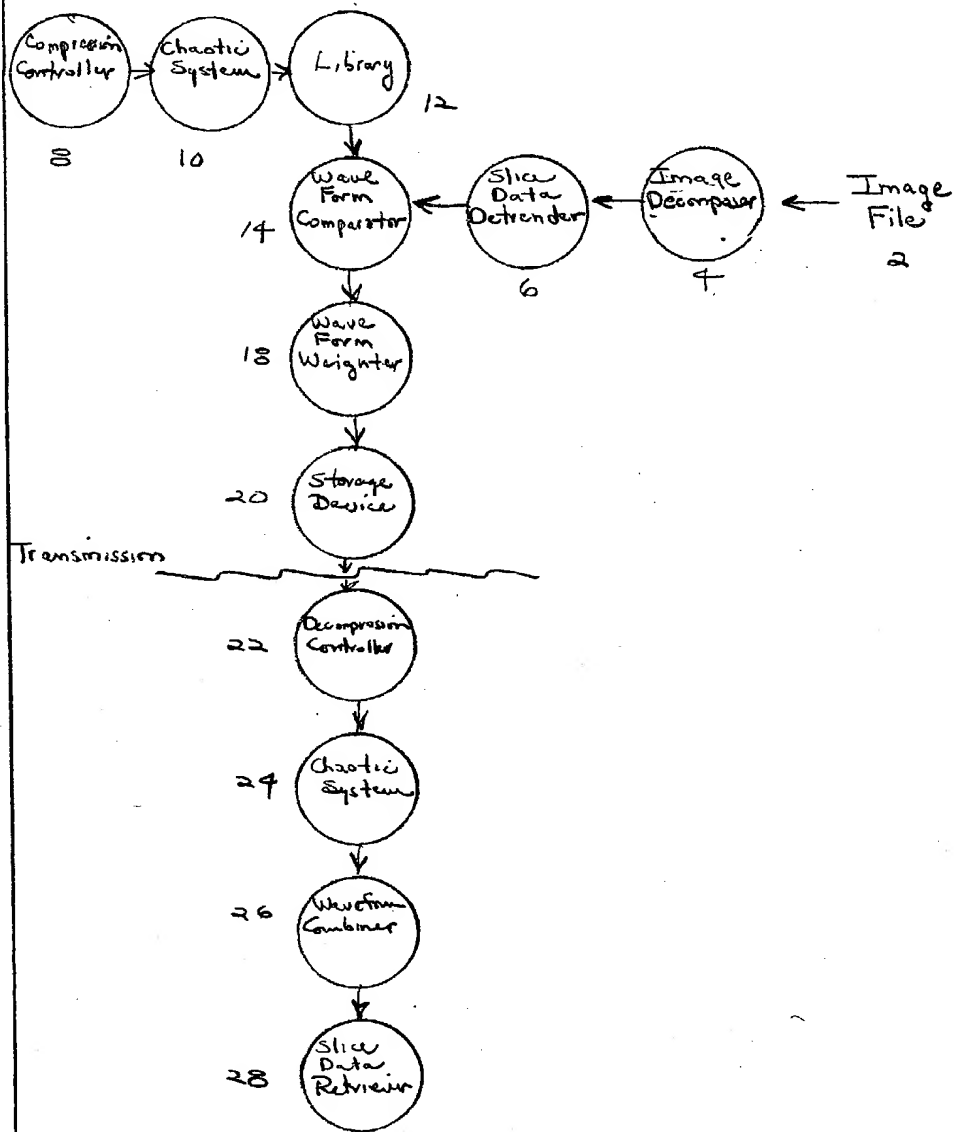 Compression
Controller
8
Chaotic
System
10
Library
12
Wave
Form
Comparator
14
Slice
Data
Detrender
6
Image
Decomposer
4
Image
File
2
Wave
Form
Weighter
18
Storage
Device
20
Transmission
Decompression
Controller
22
Chaotic
System
24
Waveform
Combiner
26
Slice
Data
Retriever
28